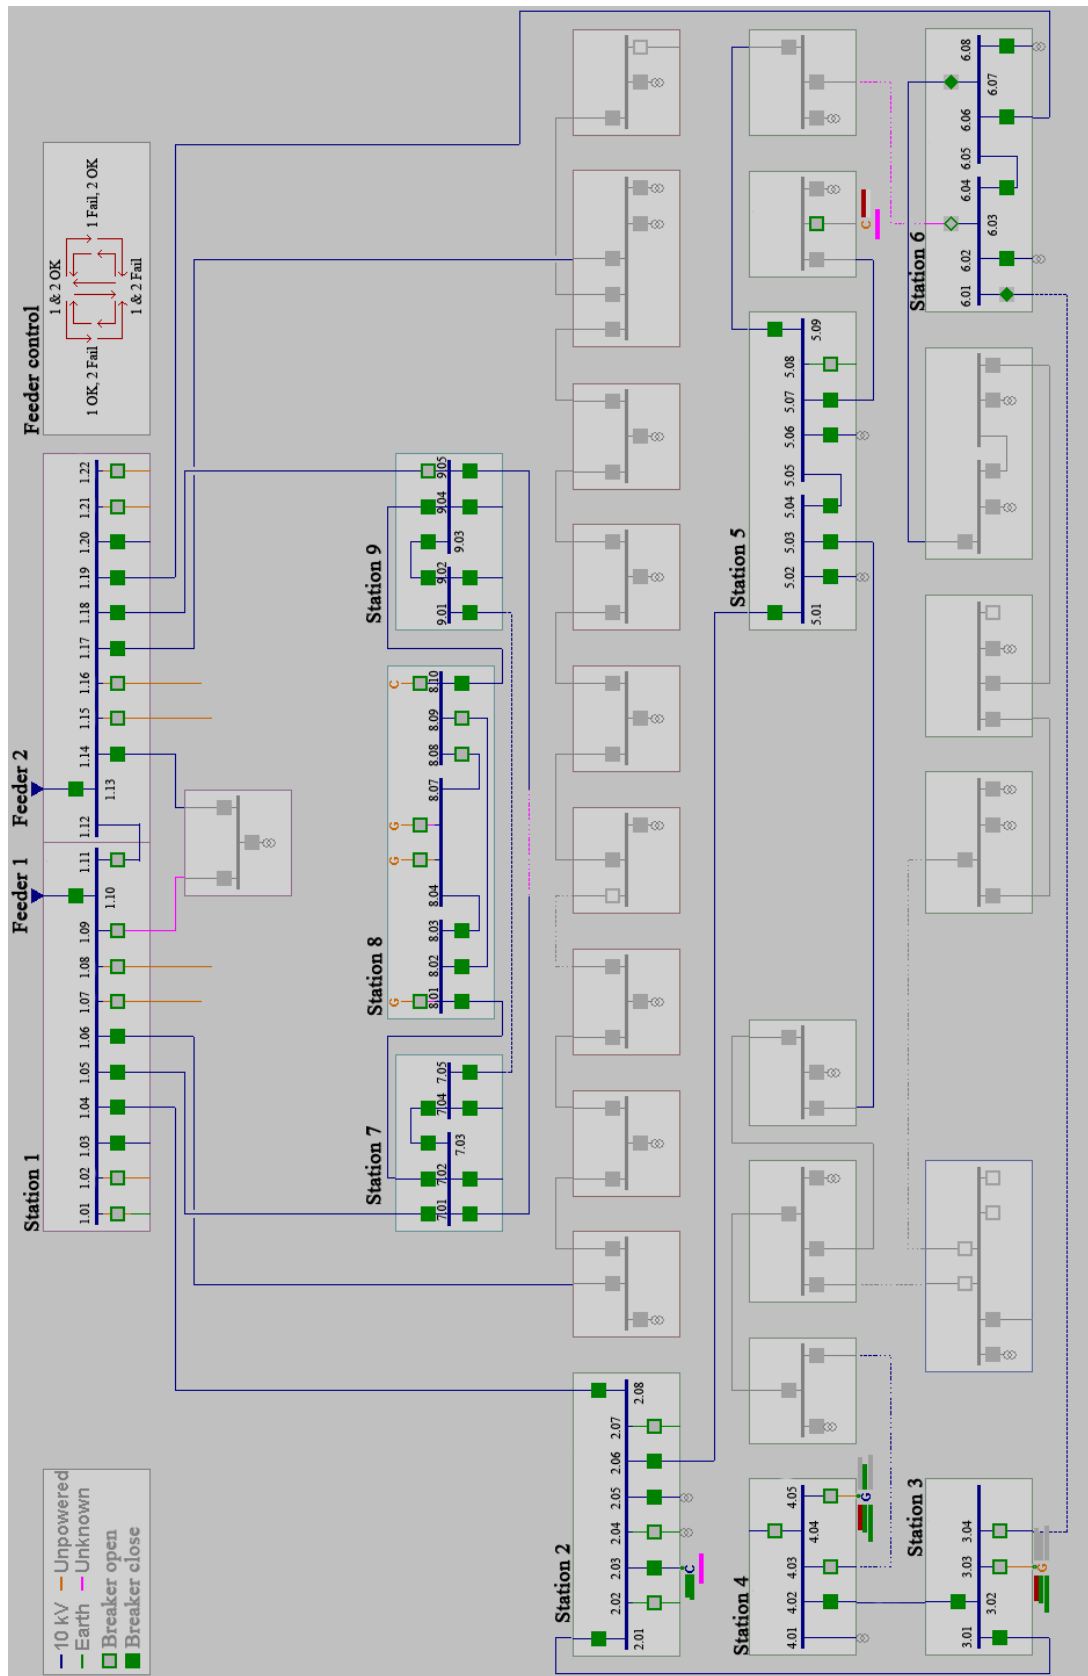 Station 1
1.01
1.02
1.03
1.04
1.05
1.06
1.07
1.08
1.09
1.10
1.11
1.12
1.13
1.14
1.15
1.16
1.17
1.18
1.19
1.20
1.21
1.22
Feeder 1
Feeder 2
Feeder control
1 & 2 OK
1 OK, 2 Fail
1 Fail, 2 OK
1 & 2 Fail
Station 7
7.01
7.02
7.03
7.04
7.05
Station 8
8.01
8.02
8.03
8.04
8.07
8.08
8.09
8.10
G
G
G
C
Station 9
9.01
9.02
9.03
9.04
9.05
10 kV
Unpowered
Earth
Unknown
Breaker open
Breaker close
Station 2
2.01
2.02
2.03
2.04
2.05
2.06
2.07
2.08
C
Station 4
4.01
4.02
4.03
4.04
4.05
G
Station 5
5.01
5.02
5.03
5.04
5.05
5.06
5.07
5.08
5.09
C
Station 3
3.01
3.02
3.03
3.04
G
Station 6
6.01
6.02
6.03
6.04
6.05
6.06
6.07
6.08